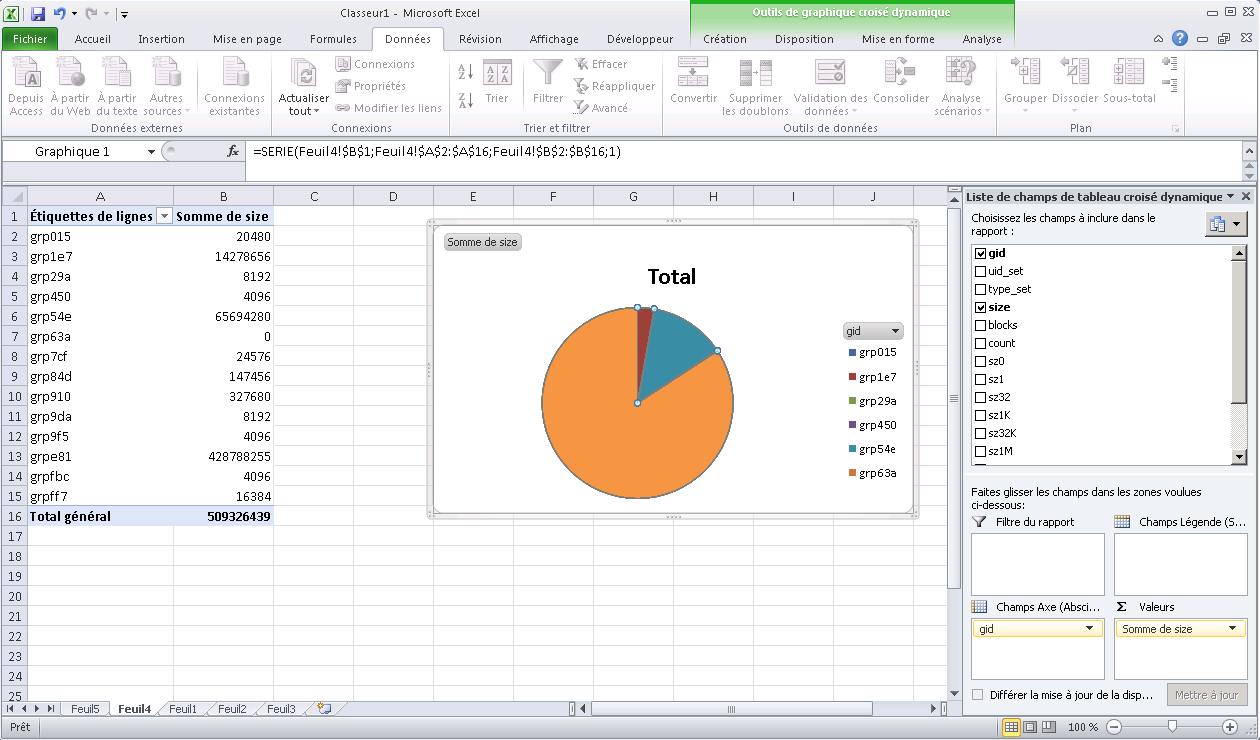 Classeur1 - Microsoft Excel
Outils de graphique croisé dynamique
Fichier Accueil Insertion Mise en page Formules Données Révision Affichage Développeur Création Disposition Mise en forme Analyse
Depuis Access
À partir du Web
À partir du texte
Autres sources
Connexions existantes
Données externes
Actualiser tout
Connexions
Propriétés
Modifier les liens
Connexions
Trier
Filtrer
Effacer
Réappliquer
Avancé
Trier et filtrer
Convertir
Supprimer les doublons
Validation des données
Consolider
Analyse scénarios
Outils de données
Grouper
Dissocier
Sous-total
Plan
Graphique 1 fx =SERIE(Feuil4!$B$1;Feuil4!$A$2:$A$16;Feuil4!$B$2:$B$16;1)
A B C D E F G H I J
1 Étiquettes de lignes Somme de size
2 grp015 20480
3 grp1e7 14278656
4 grp29a 8192
5 grp450 4096
6 grp54e 65694280
7 grp63a 0
8 grp7cf 24576
9 grp84d 147456
10 grp910 327680
11 grp9da 8192
12 grp9f5 4096
13 grpe81 428788255
14 grpfbc 4096
15 grpff7 16384
16 Total général 509326439
17
18
19
20
21
22
23
24
25
Somme de size
Total
gid
grp015
grp1e7
grp29a
grp450
grp54e
grp63a
Liste de champs de tableau croisé dynamique
Choisissez les champs à inclure dans le
rapport :
gid
uid_set
type_set
size
blocks
count
sz0
sz1
sz32
sz1K
sz32K
sz1M
Faites glisser les champs dans les zones voulues
ci-dessous:
Filtre du rapport
Champs Légende (S...
Champs Axe (Absci...
Σ Valeurs
gid
Somme de size
Différer la mise à jour de la disp...
Mettre à jour
Feuil5 Feuil4 Feuil1 Feuil2 Feuil3
Prêt
100 %